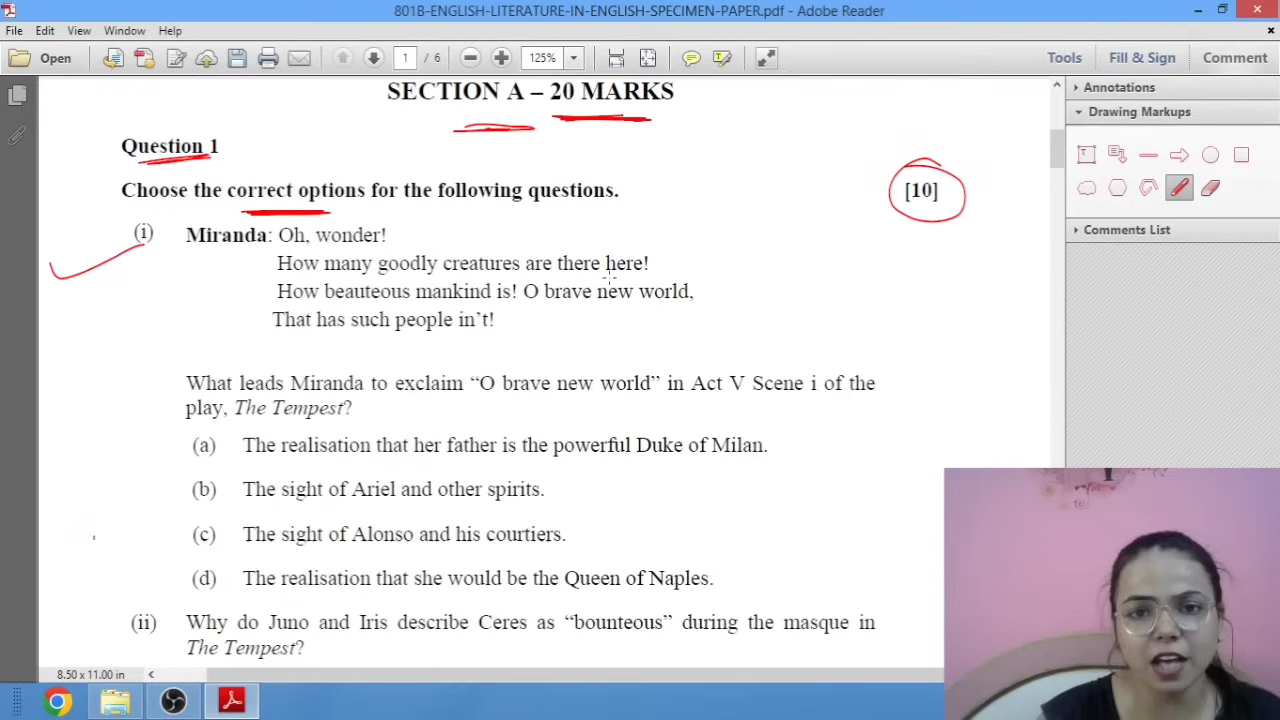 801B-ENGLISH-LITERATURE-IN-ENGLISH-SPECIMEN-PAPER.pdf - Adobe Reader
File Edit View Window Help
Open 1 / 6 125% Tools Fill & Sign Comment
Annotations
Drawing Markups
T
Comments List
SECTION A – 20 MARKS
Question 1
Choose the correct options for the following questions. [10]
(i) Miranda: Oh, wonder!
How many goodly creatures are there here!
How beauteous mankind is! O brave new world,
That has such people in’t!
What leads Miranda to exclaim “O brave new world” in Act V Scene i of the
play, The Tempest?
(a) The realisation that her father is the powerful Duke of Milan.
(b) The sight of Ariel and other spirits.
(c) The sight of Alonso and his courtiers.
(d) The realisation that she would be the Queen of Naples.
(ii) Why do Juno and Iris describe Ceres as “bounteous” during the masque in
The Tempest?
8.50 x 11.00 in